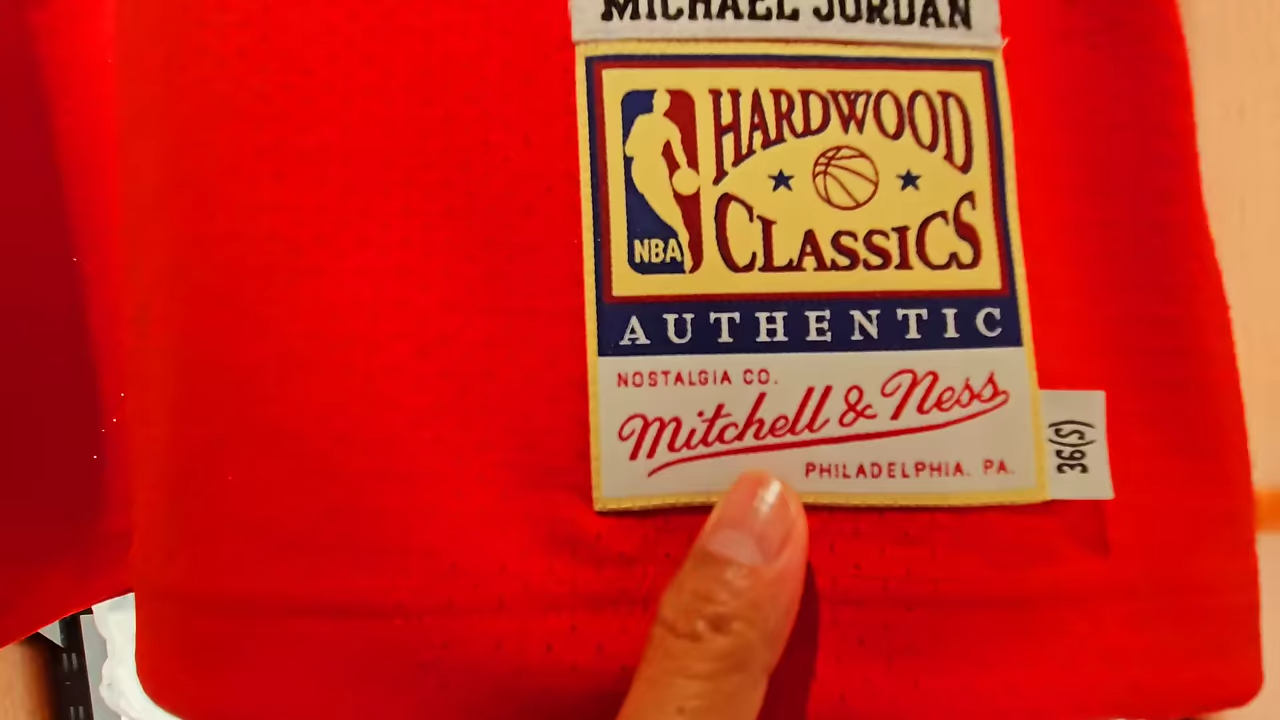 MICHAEL JORDAN
HARDWOOD
CLASSICS
NBA
AUTHENTIC
NOSTALGIA CO.
Mitchell & Ness
PHILADELPHIA. PA.
36(S)